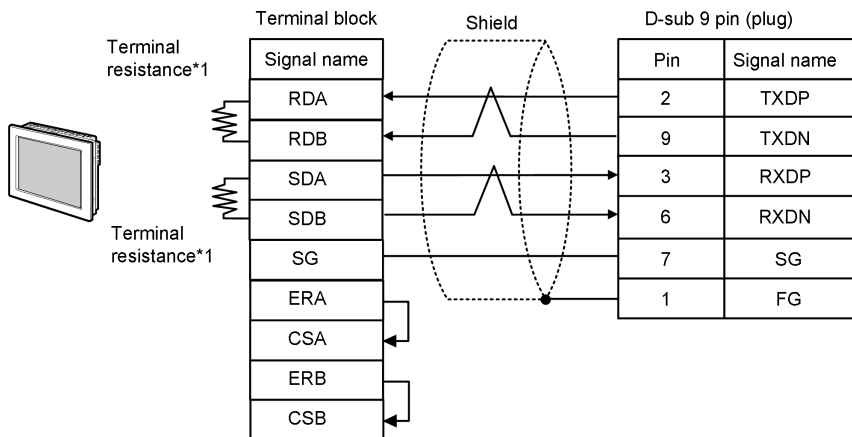 Terminal block
Shield
D-sub 9 pin (plug)
Terminal
resistance*1
Signal name
Pin
Signal name
RDA
2
TXDP
RDB
9
TXDN
SDA
3
RXDP
SDB
6
RXDN
Terminal
resistance*1
SG
7
SG
ERA
1
FG
CSA
ERB
CSB